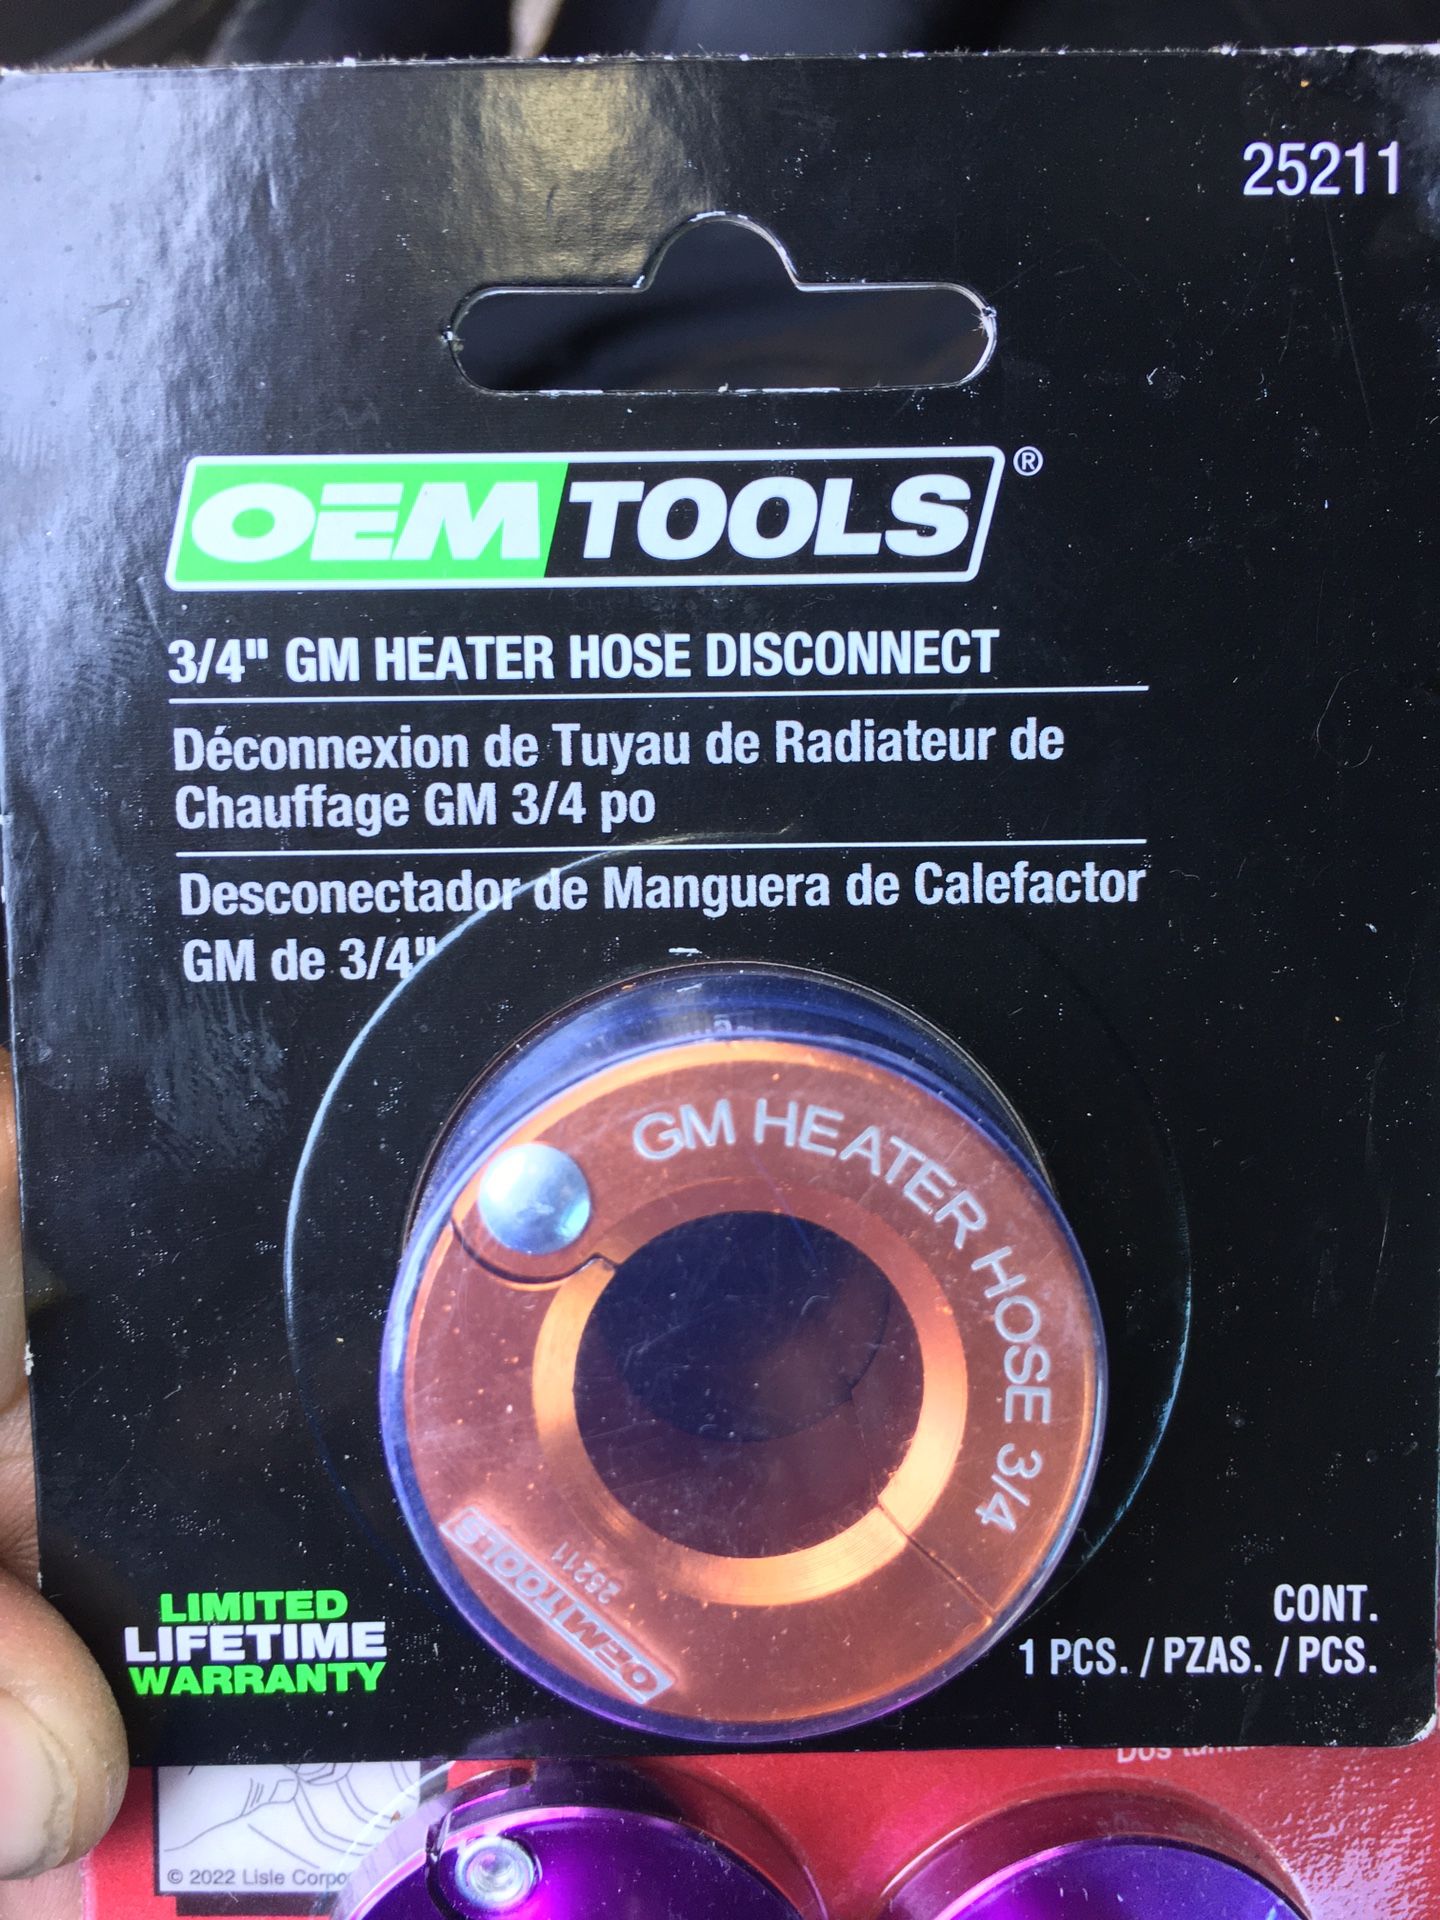 25211
OEMTOOLS®
3/4" GM HEATER HOSE DISCONNECT
Déconnexion de Tuyau de Radiateur de
Chauffage GM 3/4 po
Desconectador de Manguera de Calefactor
GM de 3/4"
GM HEATER HOSE 3/4
OEMTOOLS
25211
LIMITED
LIFETIME
WARRANTY
CONT.
1 PCS. / PZAS. / PCS.
Dos
© 2022 Lisle